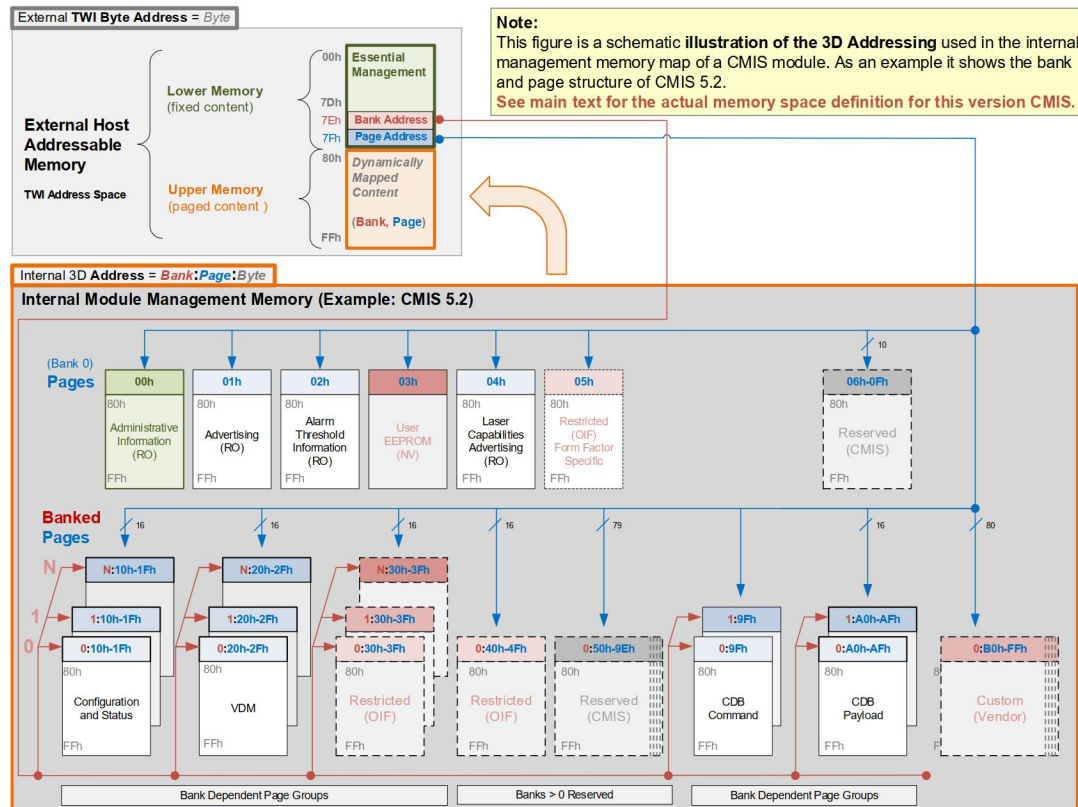 External TWI Byte Address = Byte
Note:
This figure is a schematic illustration of the 3D Addressing used in the internal
management memory map of a CMIS module. As an example it shows the bank
and page structure of CMIS 5.2.
See main text for the actual memory space definition for this version CMIS.
External Host
Addressable
Memory
TWI Address Space
Lower Memory
(fixed content)
Upper Memory
(paged content )
00h
7Dh
7Eh
7Fh
80h
FFh
Essential
Management
Bank Address
Page Address
Dynamically
Mapped
Content
(Bank, Page)
Internal 3D Address = Bank:Page:Byte
Internal Module Management Memory (Example: CMIS 5.2)
(Bank 0)
Pages
10
00h
80h
Administrative
Information
(RO)
FFh
01h
80h
Advertising
(RO)
FFh
02h
80h
Alarm
Threshold
Information
(RO)
FFh
03h
80h
User
EEPROM
(NV)
FFh
04h
80h
Laser
Capabilities
Advertising
(RO)
FFh
05h
80h
Restricted
(OIF)
Form Factor
Specific
FFh
06h-0Fh
80h
Reserved
(CMIS)
FFh
Banked
Pages
16
16
16
16
79
16
80
N
1
0
N:10h-1Fh
1:10h-1Fh
0:10h-1Fh
80h
Configuration
and Status
FFh
N:20h-2Fh
1:20h-2Fh
0:20h-2Fh
80h
VDM
FFh
N:30h-3Fh
1:30h-3Fh
0:30h-3Fh
80h
Restricted
(OIF)
FFh
0:40h-4Fh
80h
Restricted
(OIF)
FFh
0:50h-9Eh
80h
Reserved
(CMIS)
FFh
1:9Fh
0:9Fh
80h
CDB
Command
FFh
1:A0h-AFh
0:A0h-AFh
80h
CDB
Payload
FFh
0:B0h-FFh
80h
Custom
(Vendor)
Bank Dependent Page Groups
Banks > 0 Reserved
Bank Dependent Page Groups